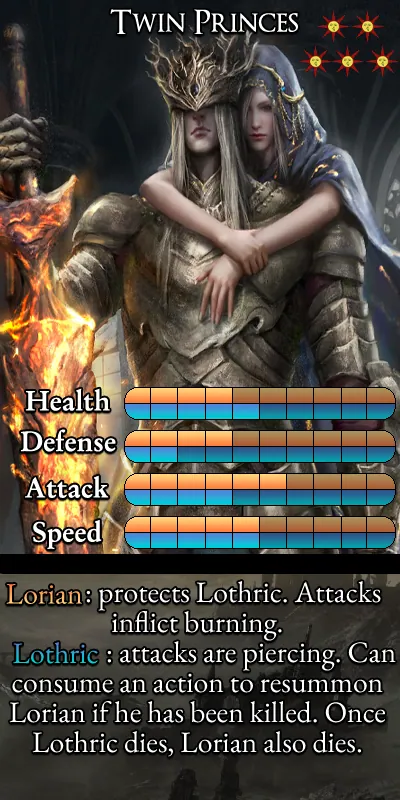 Twin Princes
Health
Defense
Attack
Speed
Lorian: protects Lothric. Attacks
inflict burning.
Lothric : attacks are piercing. Can
consume an action to resummon
Lorian if he has been killed. Once
Lothric dies, Lorian also dies.